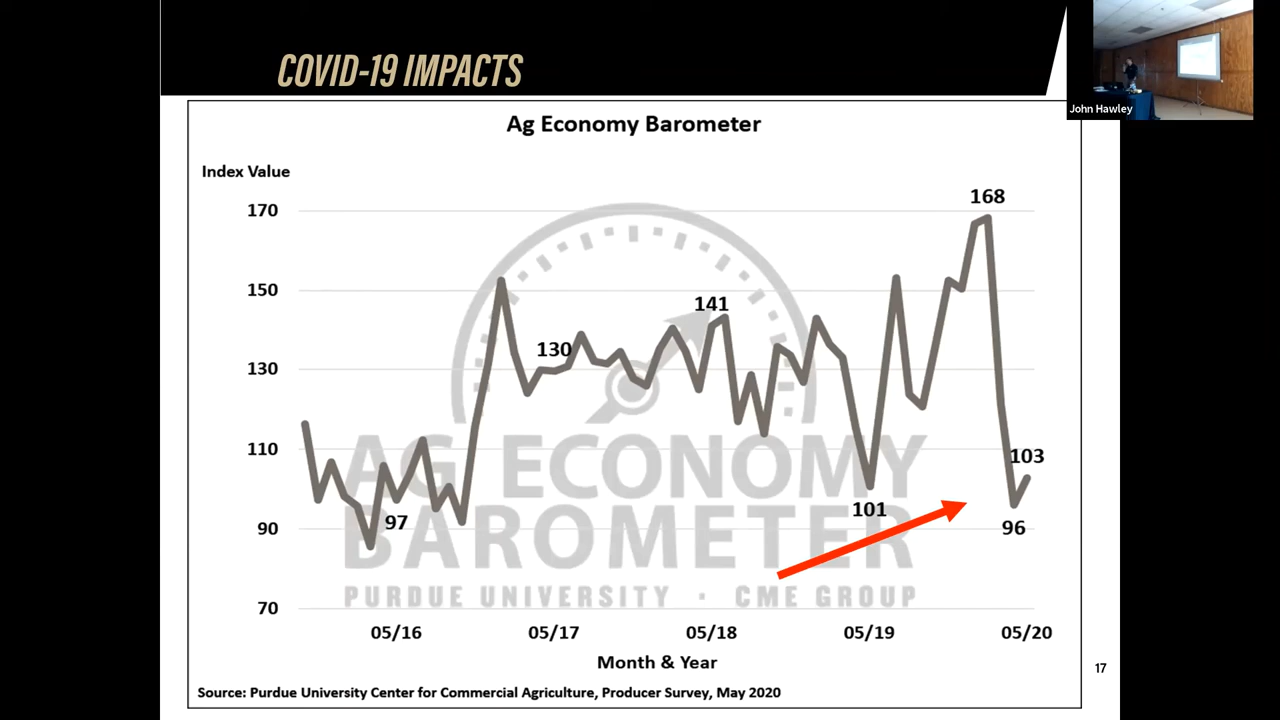 COVID-19 IMPACTS
John Hawley
Ag Economy Barometer
Index Value
170
150
130
110
90
70
168
141
130
103
97
101
96
AG ECONOMY
BAROMETER
PURDUE UNIVERSITY · CME GROUP
05/16 05/17 05/18 05/19 05/20
Month & Year
Source: Purdue University Center for Commercial Agriculture, Producer Survey, May 2020
17